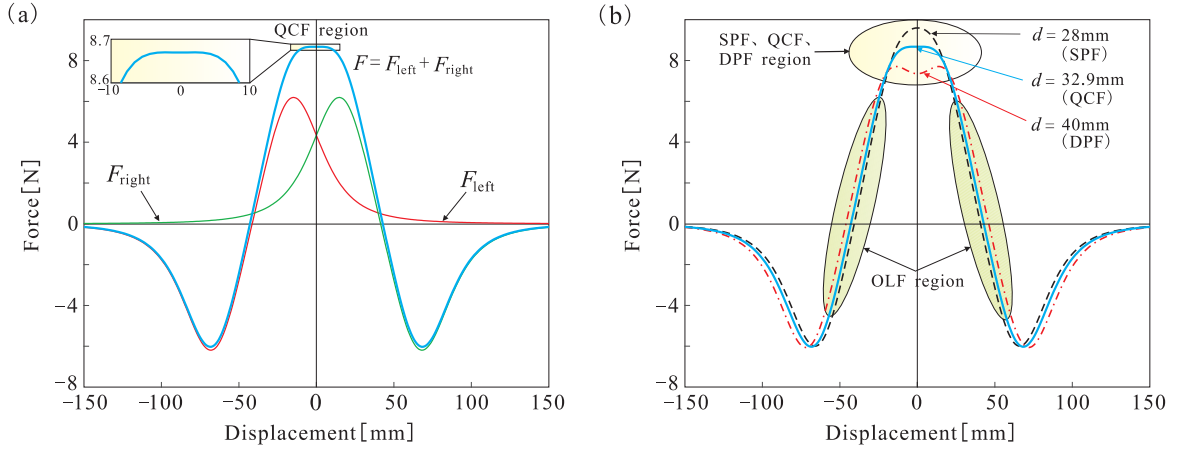 (a)
QCF region
8.7
8.6
−10
0
10
F = Fleft + Fright
Fright
Fleft
8
4
0
−4
−8
Force[N]
−150
−100
−50
0
50
100
150
Displacement[mm]
(b)
SPF、QCF、
DPF region
d = 28mm
(SPF)
d = 32.9mm
(QCF)
d = 40mm
(DPF)
OLF region
8
4
0
−4
−8
Force[N]
−150
−100
−50
0
50
100
150
Displacement[mm]